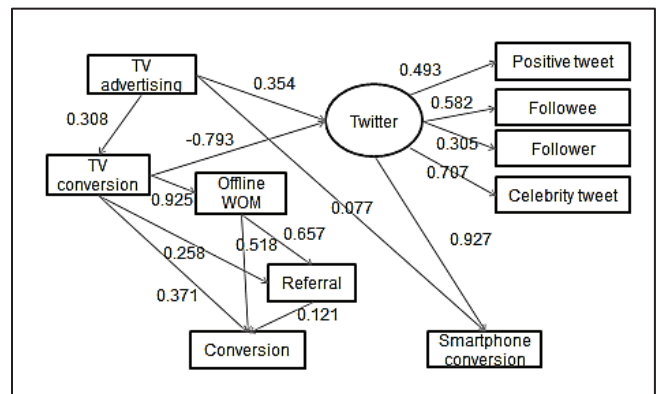 TV
advertising
0.354
0.493
Positive tweet
0.582
Followee
Twitter
0.308
-0.793
0.305
Follower
TV
conversion
0.925
Offline
WOM
0.707
Celebrity tweet
0.077
0.258
0.518
0.657
0.927
0.371
Referral
0.121
Conversion
Smartphone
conversion